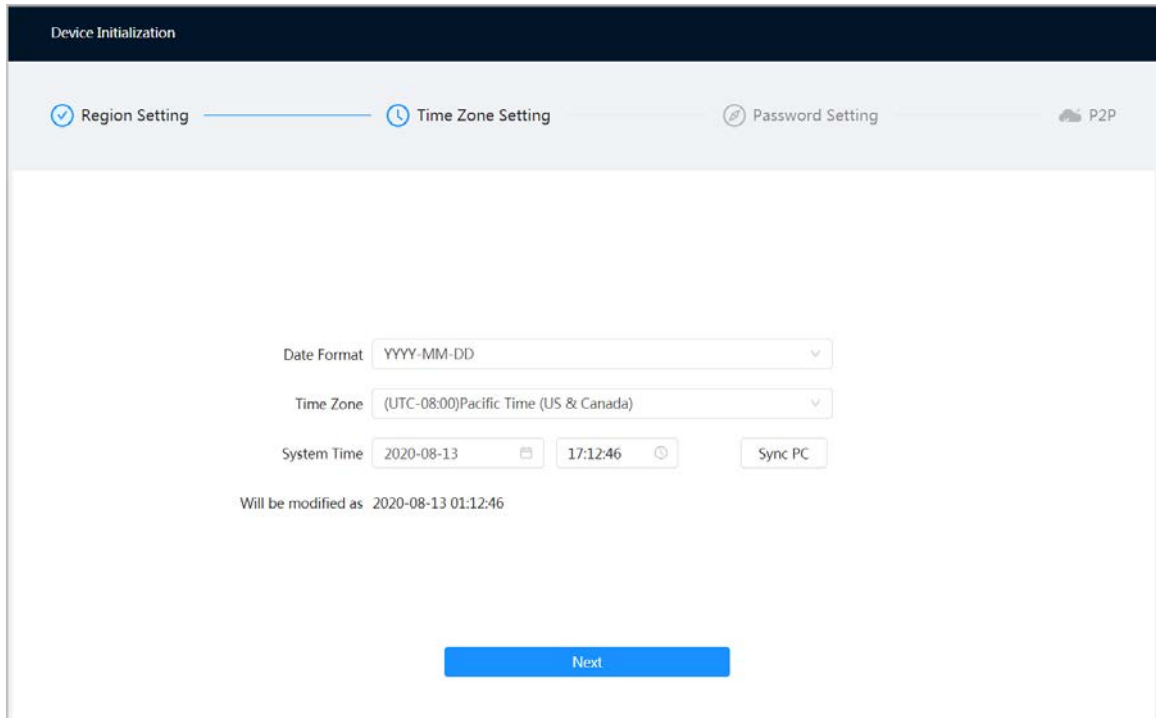 Device Initialization
Region Setting Time Zone Setting Password Setting P2P
Date Format YYYY-MM-DD
Time Zone (UTC-08:00)Pacific Time (US & Canada)
System Time 2020-08-13 17:12:46 Sync PC
Will be modified as 2020-08-13 01:12:46
Next